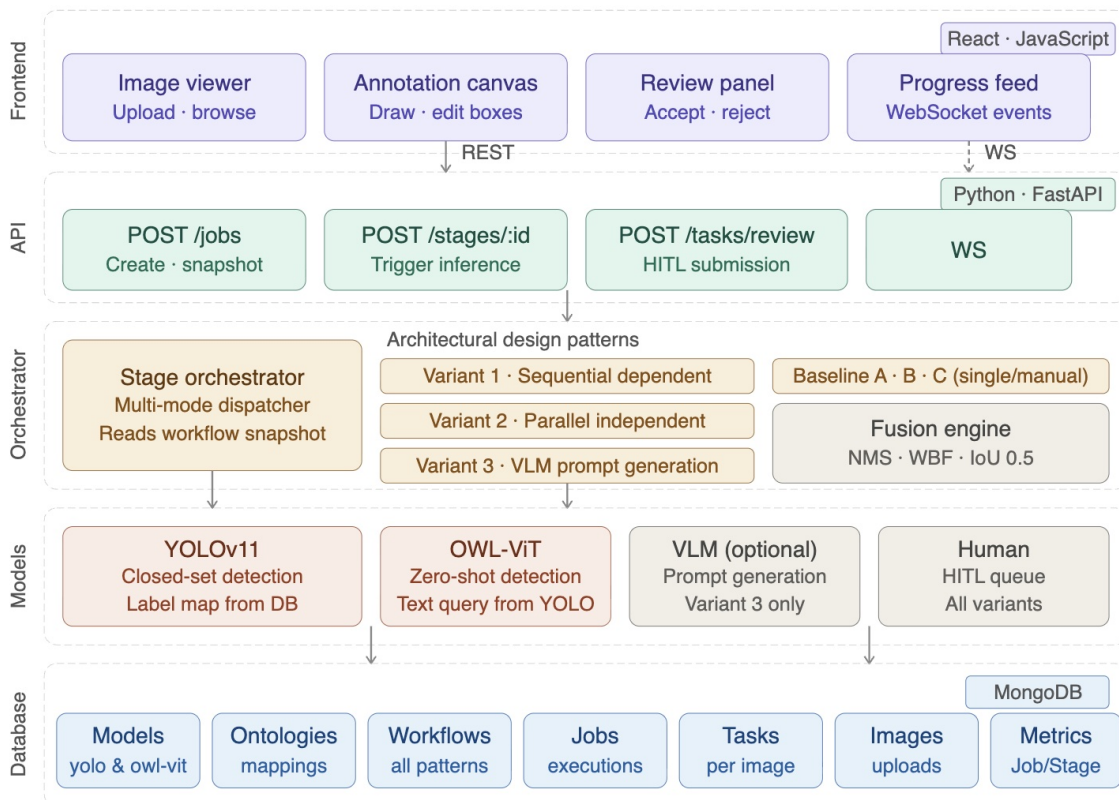 Frontend
React · JavaScript
Image viewer
Upload · browse
Annotation canvas
Draw · edit boxes
Review panel
Accept · reject
Progress feed
WebSocket events
REST
WS
API
Python · FastAPI
POST /jobs
Create · snapshot
POST /stages/:id
Trigger inference
POST /tasks/review
HITL submission
WS
Orchestrator
Stage orchestrator
Multi-mode dispatcher
Reads workflow snapshot
Architectural design patterns
Variant 1 · Sequential dependent
Variant 2 · Parallel independent
Variant 3 · VLM prompt generation
Baseline A · B · C (single/manual)
Fusion engine
NMS · WBF · IoU 0.5
Models
YOLOv11
Closed-set detection
Label map from DB
OWL-ViT
Zero-shot detection
Text query from YOLO
VLM (optional)
Prompt generation
Variant 3 only
Human
HITL queue
All variants
Database
MongoDB
Models
yolo & owl-vit
Ontologies
mappings
Workflows
all patterns
Jobs
executions
Tasks
per image
Images
uploads
Metrics
Job/Stage